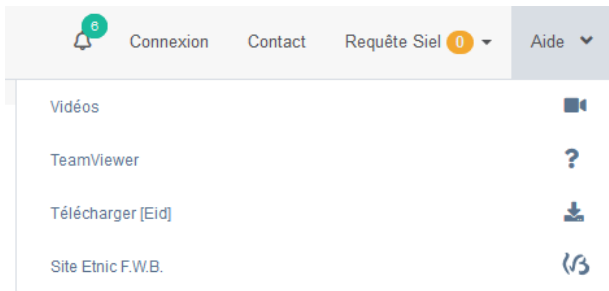 6
Connexion Contact Requête Siel 0 Aide
Vidéos
TeamViewer
?
Télécharger [Eid]
Site Etnic F.W.B.